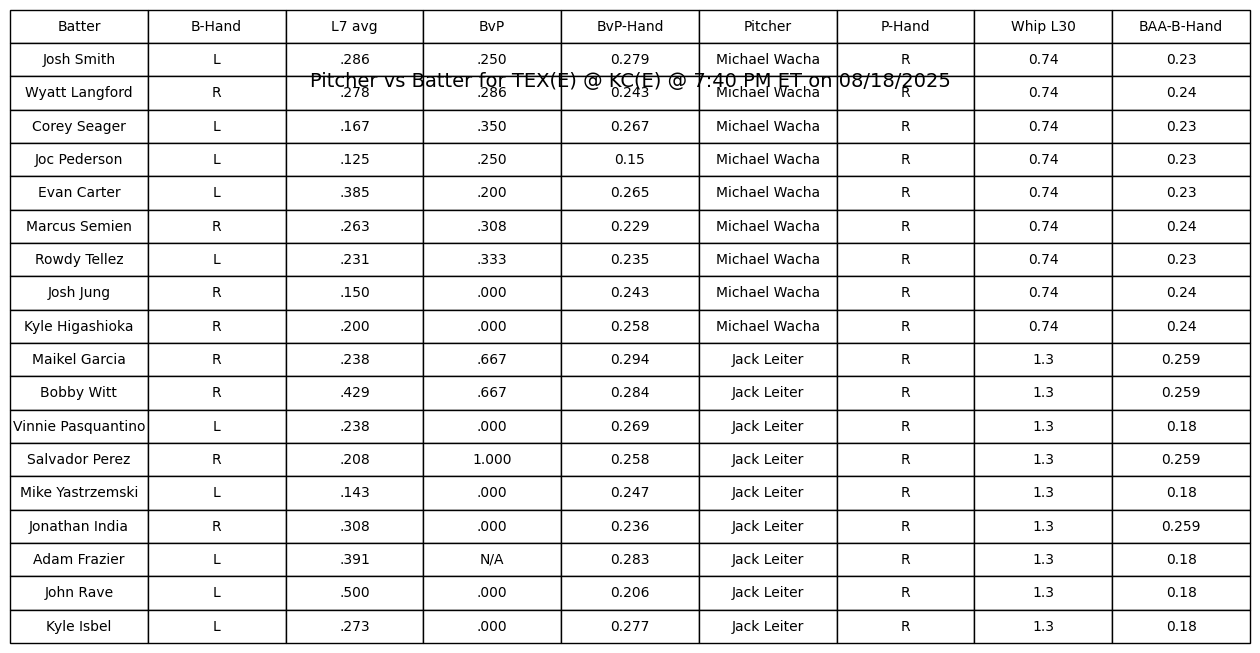 Batter B-Hand L7 avg BvP BvP-Hand Pitcher P-Hand Whip L30 BAA-B-Hand
Josh Smith L .286 .250 0.279 Michael Wacha R 0.74 0.23
Pitcher vs Batter for TEX(E) @ KC(E) @ 7:40 PM ET on 08/18/2025
Wyatt Langford R .278 .286 0.243 Michael Wacha R 0.74 0.24
Corey Seager L .167 .350 0.267 Michael Wacha R 0.74 0.23
Joc Pederson L .125 .250 0.15 Michael Wacha R 0.74 0.23
Evan Carter L .385 .200 0.265 Michael Wacha R 0.74 0.23
Marcus Semien R .263 .308 0.229 Michael Wacha R 0.74 0.24
Rowdy Tellez L .231 .333 0.235 Michael Wacha R 0.74 0.23
Josh Jung R .150 .000 0.243 Michael Wacha R 0.74 0.24
Kyle Higashioka R .200 .000 0.258 Michael Wacha R 0.74 0.24
Maikel Garcia R .238 .667 0.294 Jack Leiter R 1.3 0.259
Bobby Witt R .429 .667 0.284 Jack Leiter R 1.3 0.259
Vinnie Pasquantino L .238 .000 0.269 Jack Leiter R 1.3 0.18
Salvador Perez R .208 1.000 0.258 Jack Leiter R 1.3 0.259
Mike Yastrzemski L .143 .000 0.247 Jack Leiter R 1.3 0.18
Jonathan India R .308 .000 0.236 Jack Leiter R 1.3 0.259
Adam Frazier L .391 N/A 0.283 Jack Leiter R 1.3 0.18
John Rave L .500 .000 0.206 Jack Leiter R 1.3 0.18
Kyle Isbel L .273 .000 0.277 Jack Leiter R 1.3 0.18